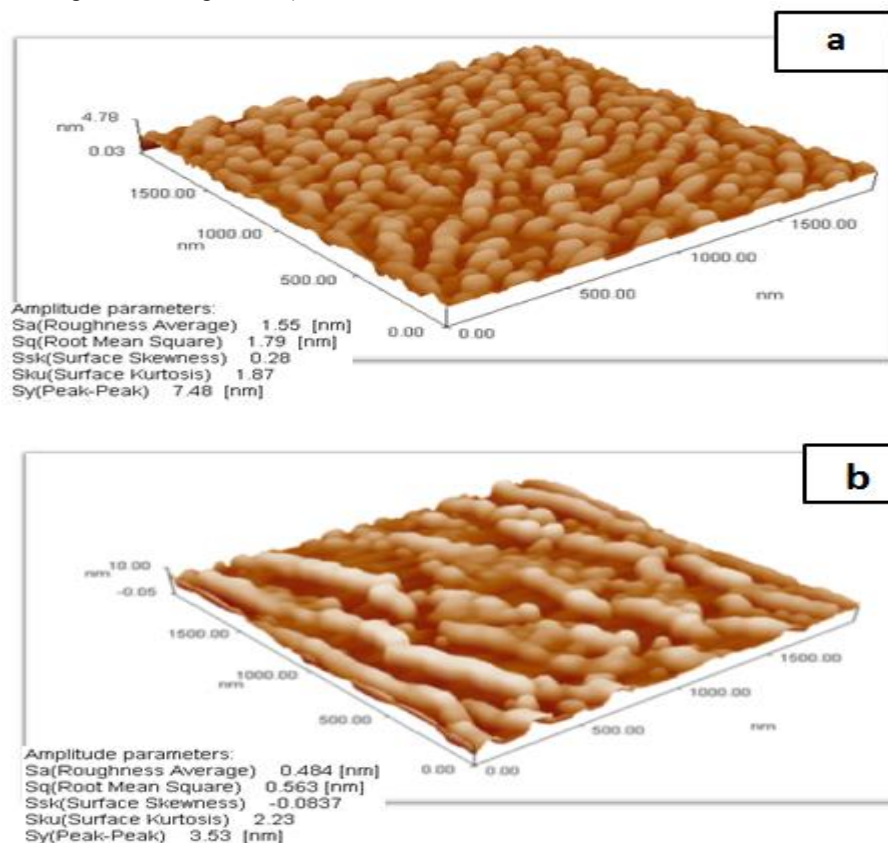 a
4.78
nm
0.03
1500.00
1000.00
nm
500.00
0.00
0.00
500.00
1000.00
1500.00
nm
Amplitude parameters:
Sa(Roughness Average) 1.55 [nm]
Sq(Root Mean Square) 1.79 [nm]
Ssk(Surface Skewness) 0.28
Sku(Surface Kurtosis) 1.87
Sy(Peak-Peak) 7.48 [nm]
b
10.00
nm
-0.05
1500.00
1000.00
nm
500.00
0.00
0.00
500.00
1000.00
1500.00
nm
Amplitude parameters:
Sa(Roughness Average) 0.484 [nm]
Sq(Root Mean Square) 0.563 [nm]
Ssk(Surface Skewness) -0.0837
Sku(Surface Kurtosis) 2.23
Sy(Peak-Peak) 3.53 [nm]